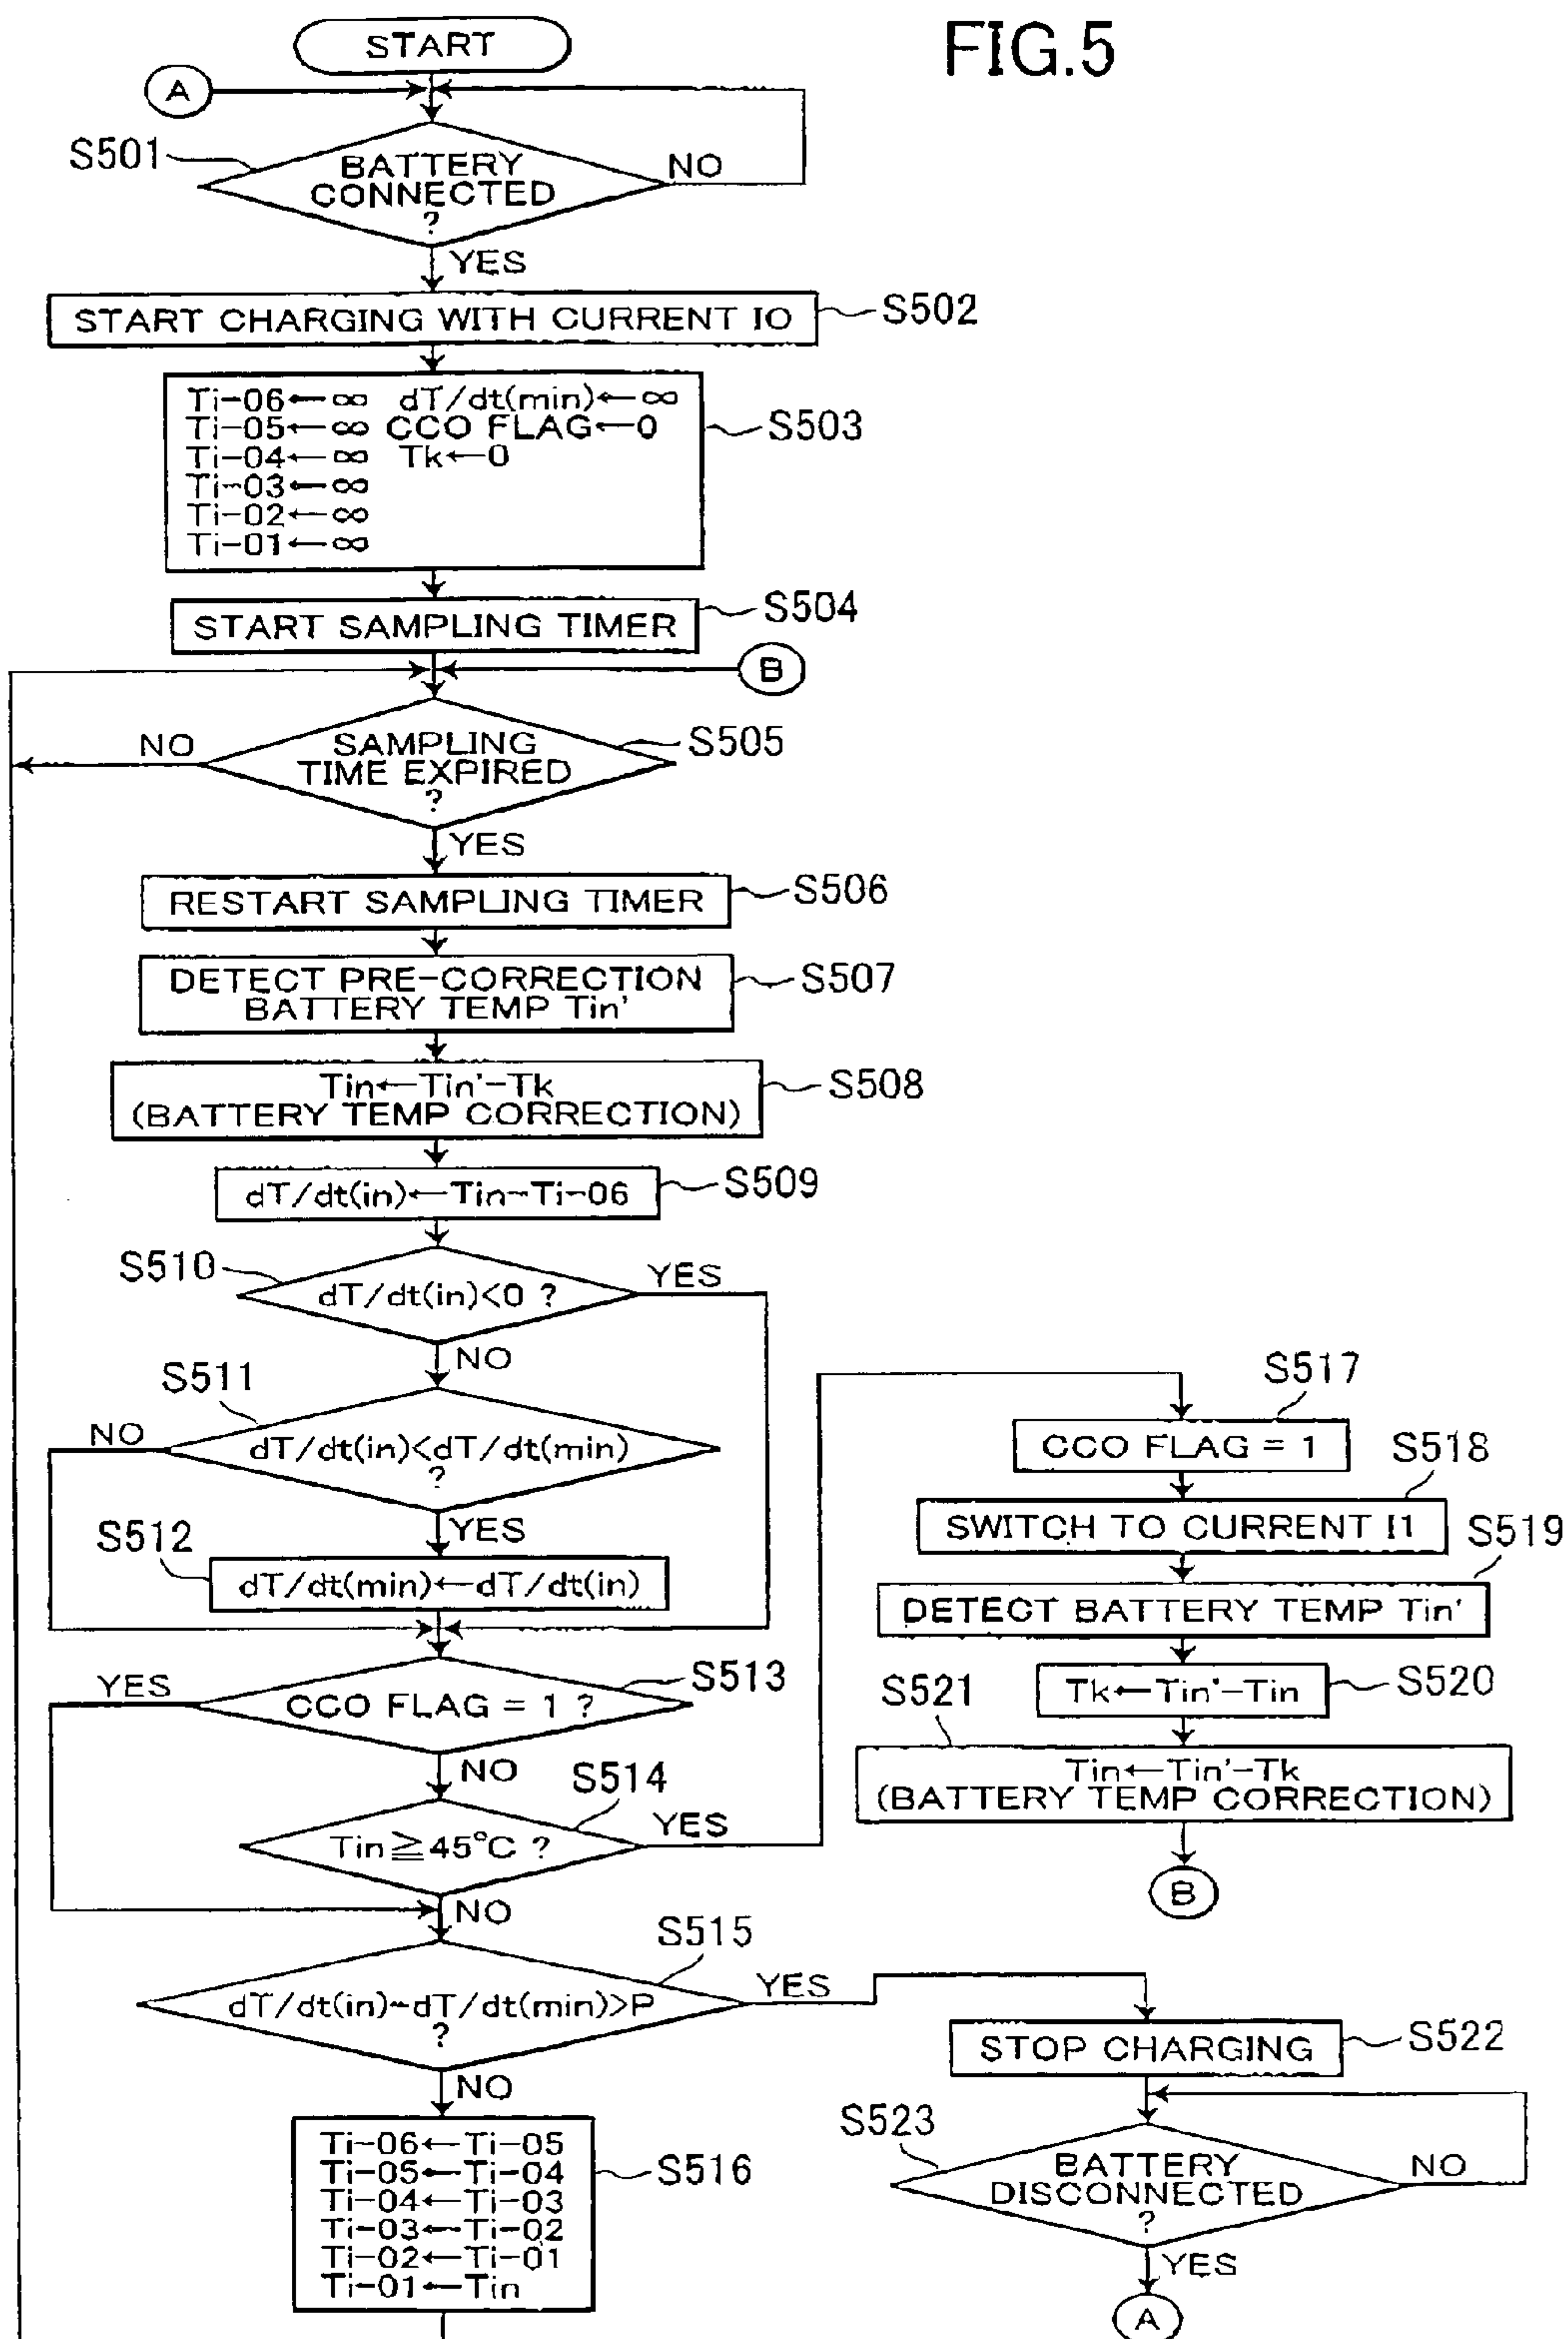 FIG.5
START
A
S501
BATTERY
CONNECTED
?
NO
YES
START CHARGING WITH CURRENT I0
S502
Ti-06←∞ dT/dt(min)←∞
Ti-05←∞ CCO FLAG←0
Ti-04←∞ Tk←0
Ti-03←∞
Ti-02←∞
Ti-01←∞
S503
START SAMPLING TIMER
S504
B
NO
SAMPLING
TIME EXPIRED
?
S505
YES
RESTART SAMPLING TIMER
S506
DETECT PRE-CORRECTION
BATTERY TEMP Tin'
S507
Tin←Tin'-Tk
(BATTERY TEMP CORRECTION)
S508
dT/dt(in)←Tin-Ti-06
S509
S510
dT/dt(in)<0 ?
YES
NO
S511
NO
dT/dt(in)<dT/dt(min)
?
YES
S512
dT/dt(min)←dT/dt(in)
YES
CCO FLAG = 1 ?
S513
NO
S514
Tin≧45°C ?
YES
NO
S515
dT/dt(in)-dT/dt(min)>P
?
YES
NO
Ti-06←Ti-05
Ti-05←Ti-04
Ti-04←Ti-03
Ti-03←Ti-02
Ti-02←Ti-01
Ti-01←Tin
S516
S517
CCO FLAG = 1
S518
SWITCH TO CURRENT I1
S519
DETECT BATTERY TEMP Tin'
Tk←Tin'-Tin
S520
S521
Tin←Tin'-Tk
(BATTERY TEMP CORRECTION)
B
STOP CHARGING
S522
S523
BATTERY
DISCONNECTED
?
NO
YES
A